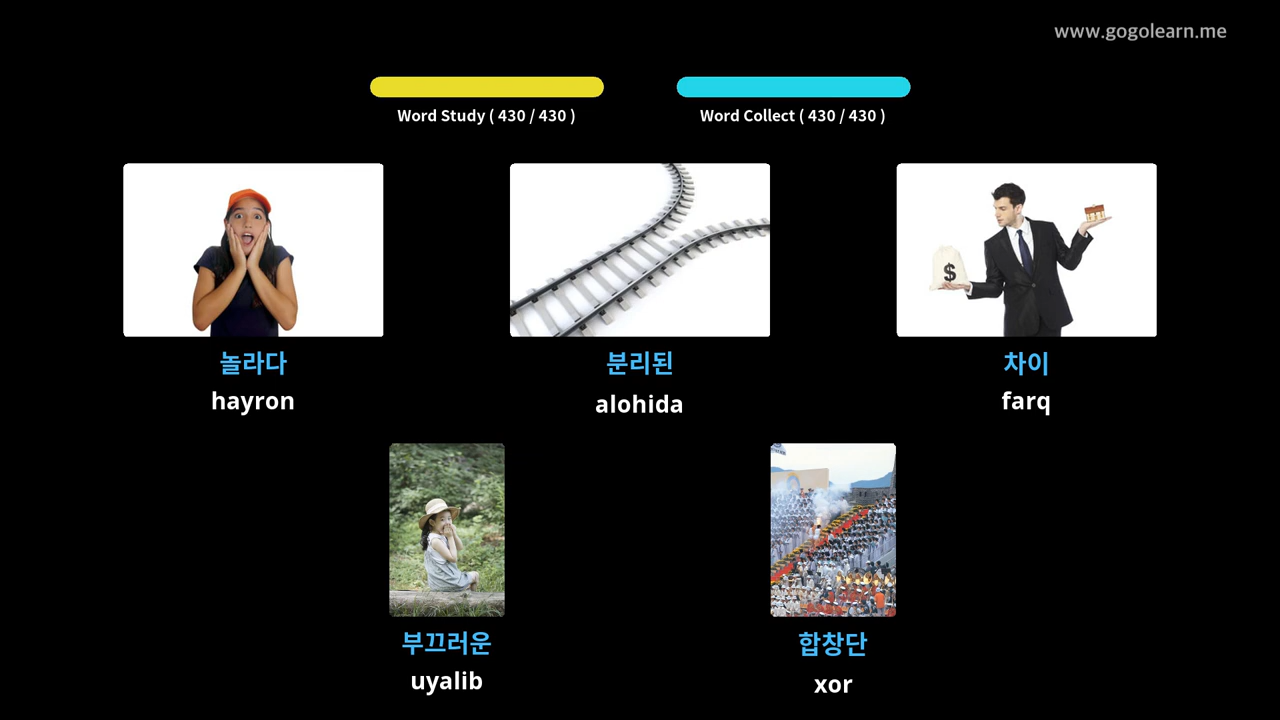 www.gogolearn.me
Word Study ( 430 / 430 )
Word Collect ( 430 / 430 )
놀라다
hayron
분리된
alohida
차이
farq
부끄러운
uyalib
합창단
xor
$